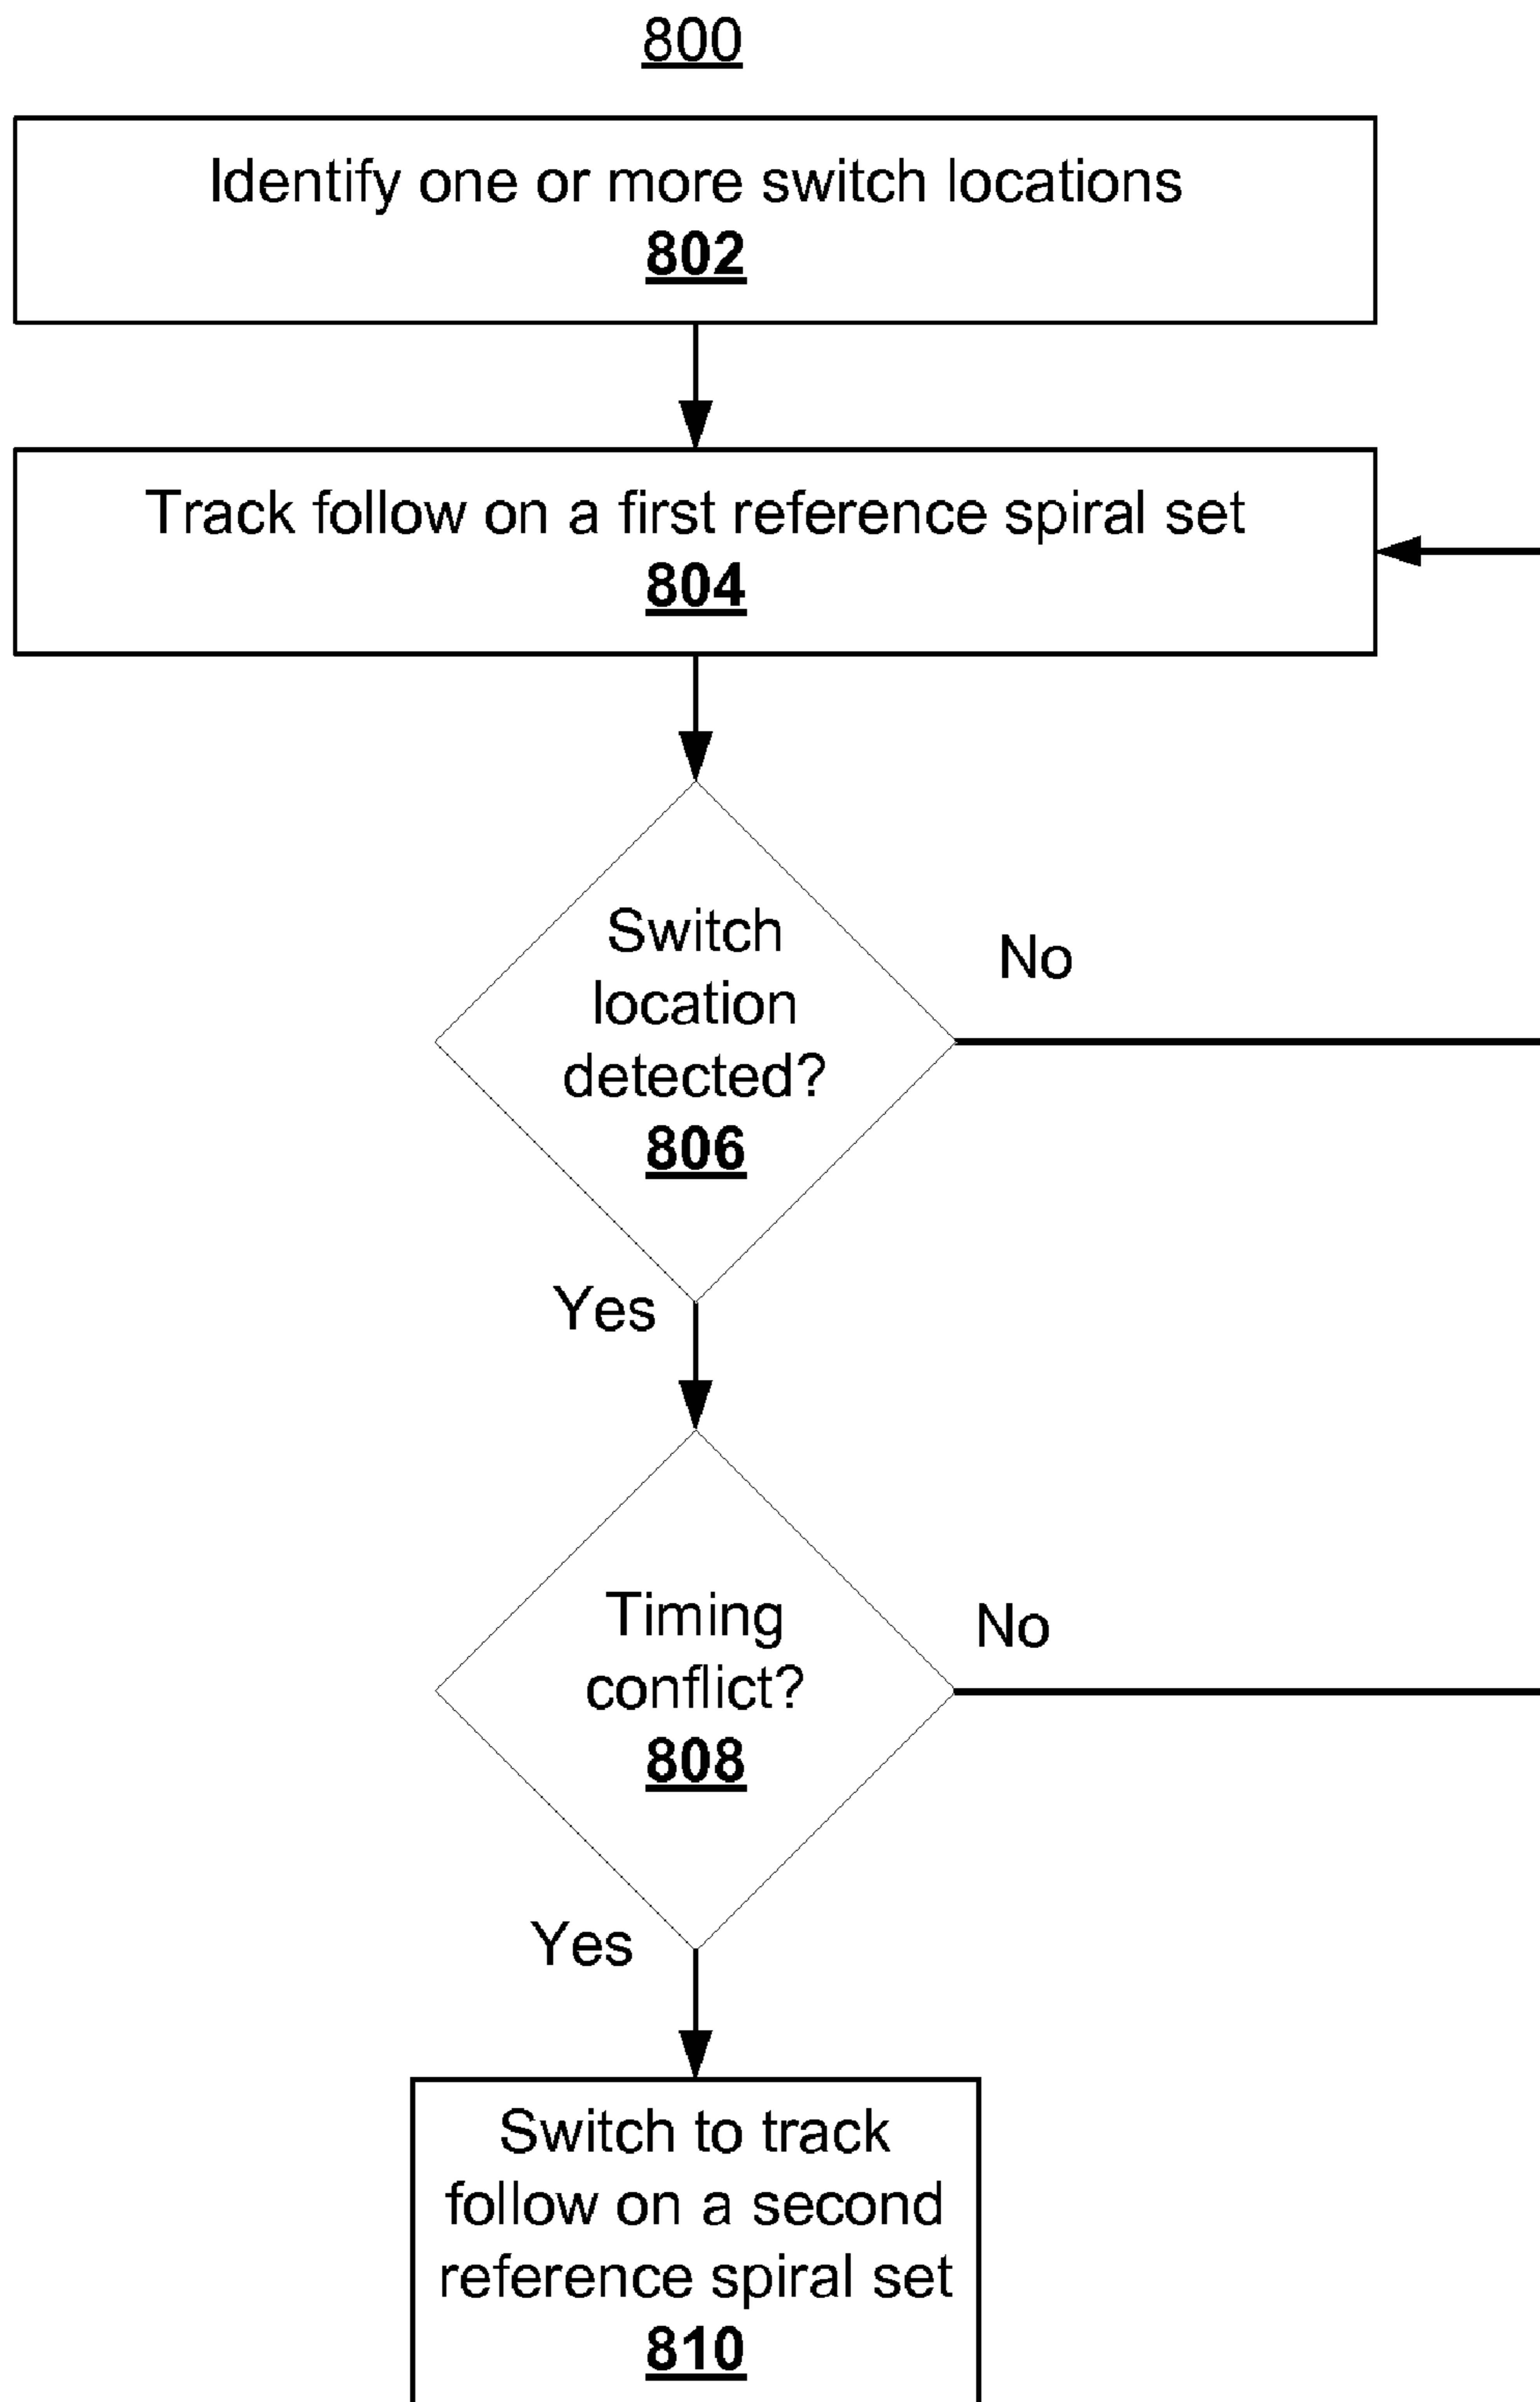 800
Identify one or more switch locations
802
Track follow on a first reference spiral set
804
Switch
location
detected?
806
No
Yes
Timing
conflict?
808
No
Yes
Switch to track
follow on a second
reference spiral set
810